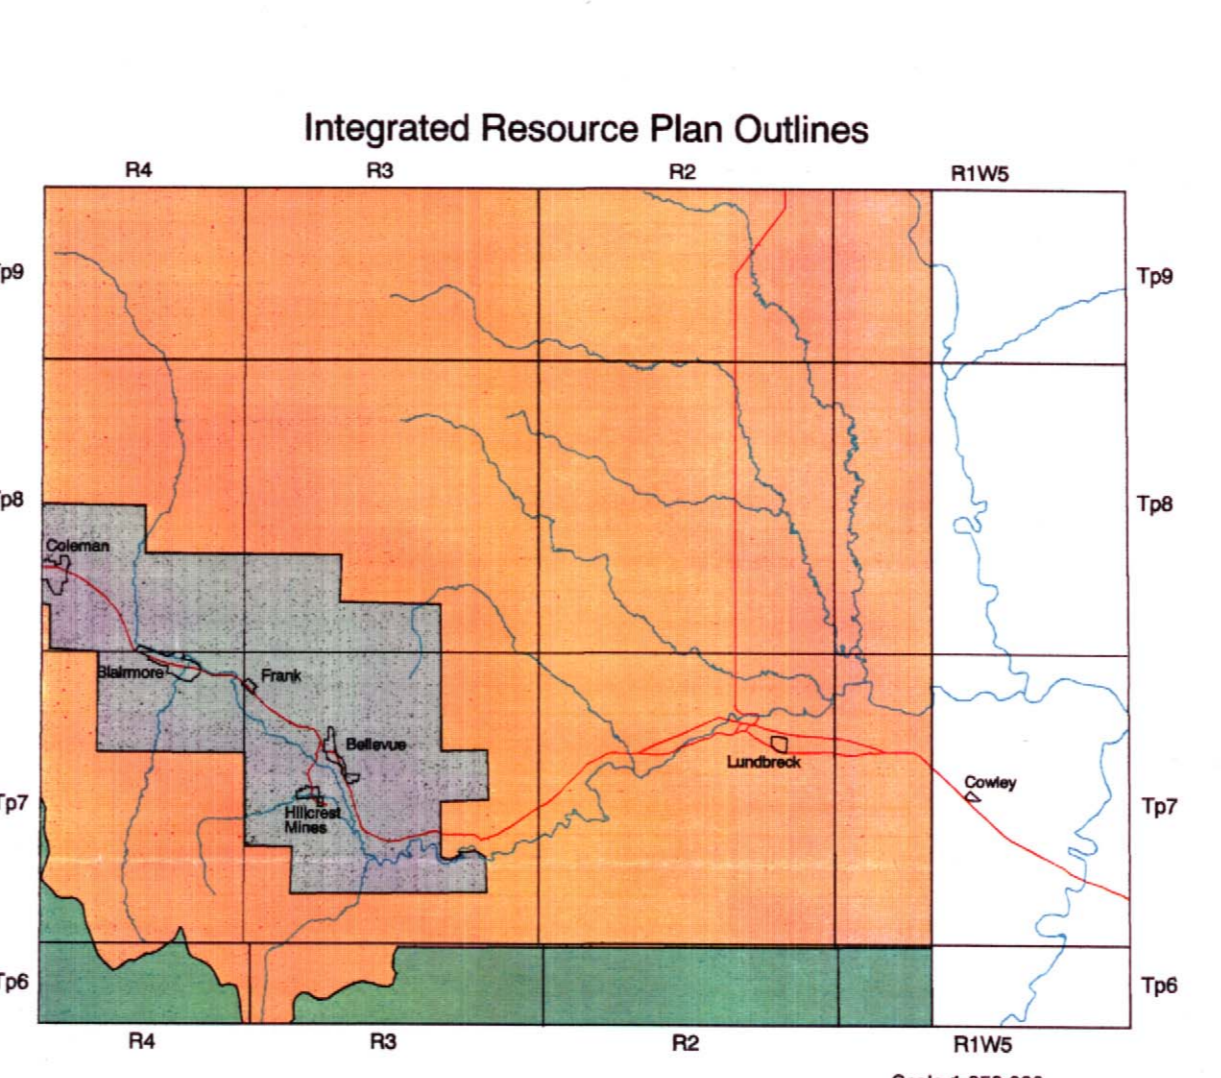 Integrated Resource Plan Outlines
R4 R3 R2 R1W5
Tp9 Tp9
Tp8 Tp8
Coleman
Blairmore Frank
Bellevue
Lundbreck
Cowley
Tp7 Tp7
Hillcrest
Mines
Tp6 Tp6
R4 R3 R2 R1W5